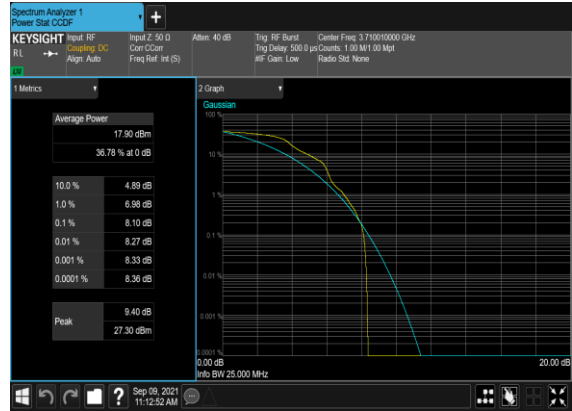 Spectrum Analyzer 1
Power Stat CCDF
KEYSIGHT
RL
Input: RF
Coupling: DC
Align: Auto
Input Z: 50 Ω
Corr CCorr
Freq Ref: Int (S)
Atten: 40 dB
Trig: RF Burst
Trig Delay: 500.0 µs
#IF Gain: Low
Center Freq: 3.710010000 GHz
Counts: 1.00 M/1.00 Mpt
Radio Std: None
1 Metrics
Average Power
17.90 dBm
36.78 % at 0 dB
10.0 % 4.89 dB
1.0 % 6.98 dB
0.1 % 8.10 dB
0.01 % 8.27 dB
0.001 % 8.33 dB
0.0001 % 8.36 dB
Peak
9.40 dB
27.30 dBm
2 Graph
Gaussian
100 %
10 %
1 %
0.1 %
0.01 %
0.001 %
0.0001 %
0.00 dB 20.00 dB
Info BW 25.000 MHz
?
Sep 09, 2021
11:12:52 AM